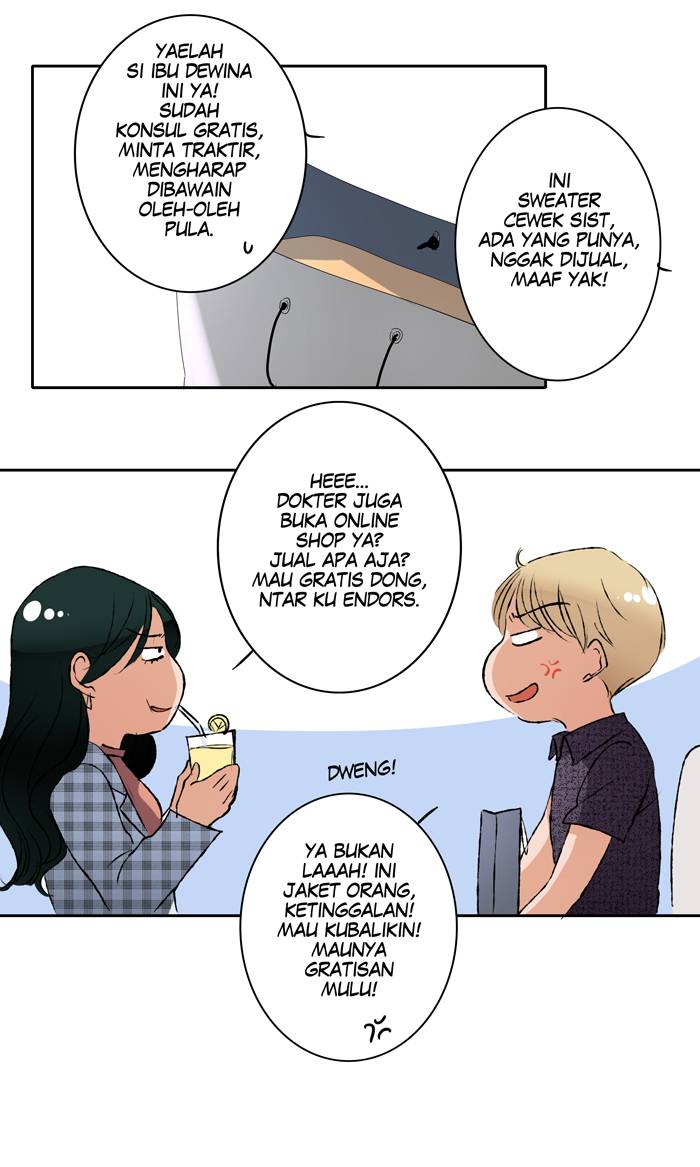 YAELAH
SI IBU DEWINA
INI YA!
SUDAH
KONSUL GRATIS,
MINTA TRAKTIR,
MENGHARAP
DIBAWAIN
OLEH-OLEH
PULA.
INI
SWEATER
CEWEK SIST,
ADA YANG PUNYA,
NGGAK DIJUAL,
MAAF YAK!
HEEE...
DOKTER JUGA
BUKA ONLINE
SHOP YA?
JUAL APA AJA?
MAU GRATIS DONG,
NTAR KU ENDORS.
DWENG!
YA BUKAN
LAAAH! INI
JAKET ORANG,
KETINGGALAN!
MAU KUBALIKIN!
MAUNYA
GRATISAN
MULU!